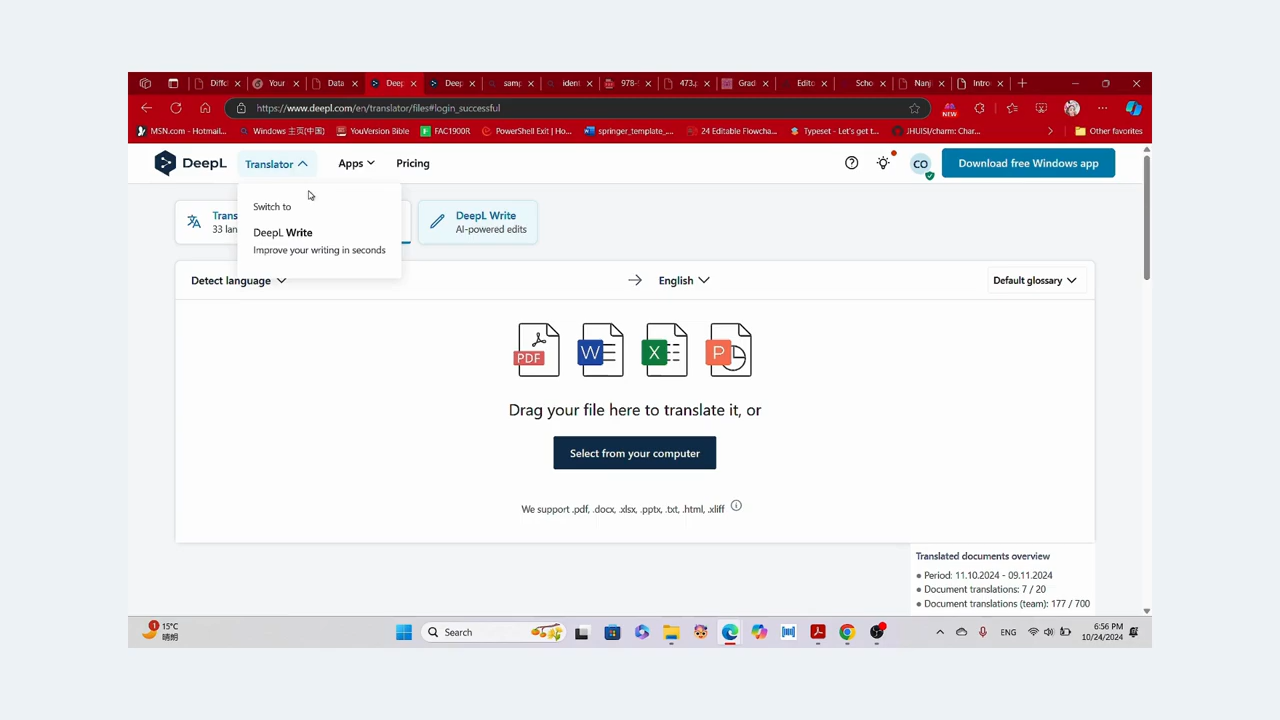 Diffc
Your
Data
Deep
Deep
samp
ident
978-
473.p
Grad
Edito
Scho
Nanji
Intro
https://www.deepl.com/en/translator/files#login_successful
NEW
MSN.com - Hotmail...
Windows 主页(中国)
YouVersion Bible
FAC1900R
PowerShell Exit | Ho...
springer_template_...
24 Editable Flowcha...
Typeset - Let's get t...
JHUISI/charm: Char...
Other favorites
DeepL
Translator
Apps
Pricing
CO
Download free Windows app
Switch to
DeepL Write
Improve your writing in seconds
Trans
33 lan
DeepL Write
AI-powered edits
Detect language
English
Default glossary
PDF
W
X
P
Drag your file here to translate it, or
Select from your computer
We support .pdf, .docx, .xlsx, .pptx, .txt, .html, .xliff
Translated documents overview
Period: 11.10.2024 - 09.11.2024
Document translations: 7 / 20
Document translations (team): 177 / 700
1
15°C
晴朗
Search
ENG
6:56 PM
10/24/2024